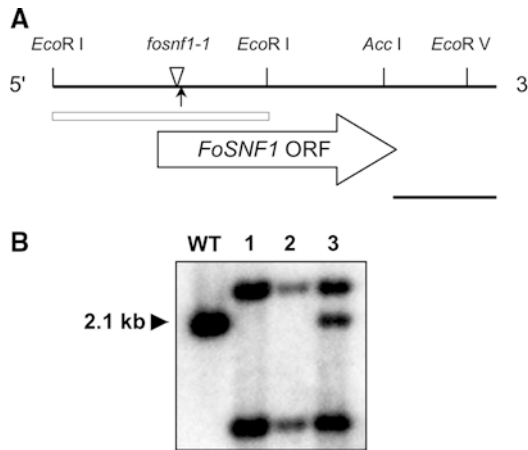 A
EcoR I fosnf1-1 EcoR I Acc I EcoR V
5' 3
FoSNF1 ORF
B
WT 1 2 3
2.1 kb